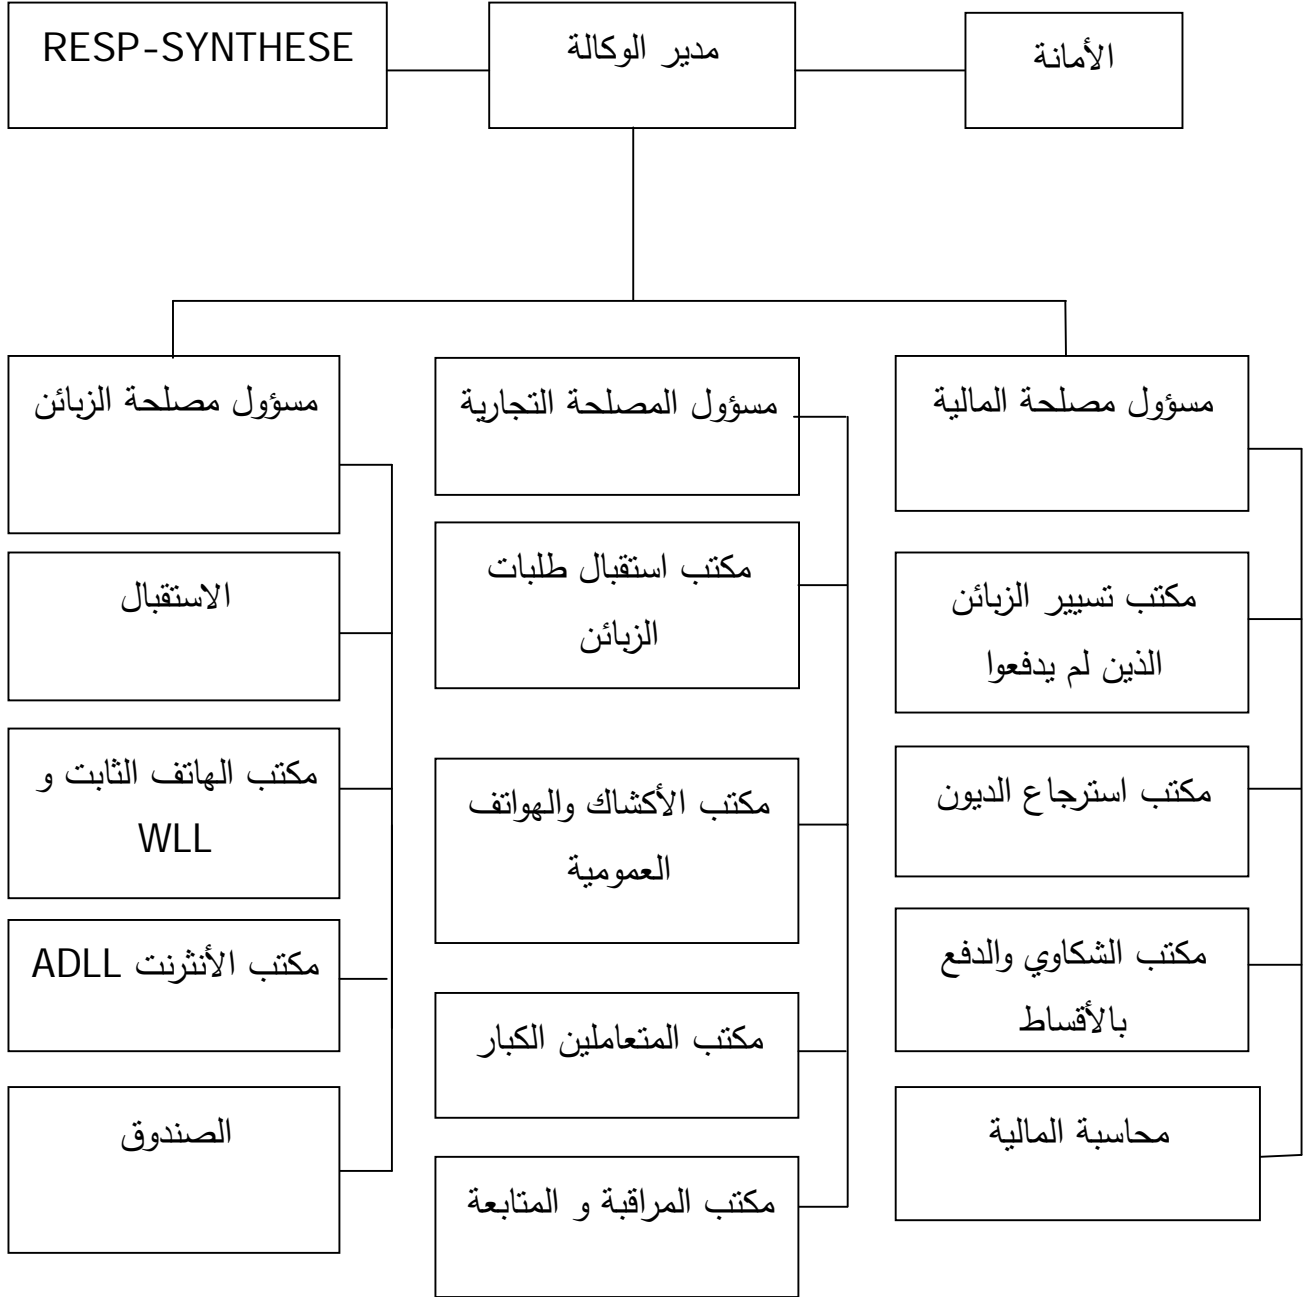 الأمانة
مدير الوكالة
RESP-SYNTHESE
مسؤول مصلحة المالية
مكتب تسيير الزبائن
الذين لم يدفعوا
مكتب استرجاع الديون
مكتب الشكاوي والدفع
بالأقساط
محاسبة المالية
مسؤول المصلحة التجارية
مكتب استقبال طلبات
الزبائن
مكتب الأكشاك والهواتف
العمومية
مكتب المتعاملين الكبار
مكتب المراقبة و المتابعة
مسؤول مصلحة الزبائن
الاستقبال
مكتب الهاتف الثابت و
WLL
مكتب الأنثرنت ADLL
الصندوق